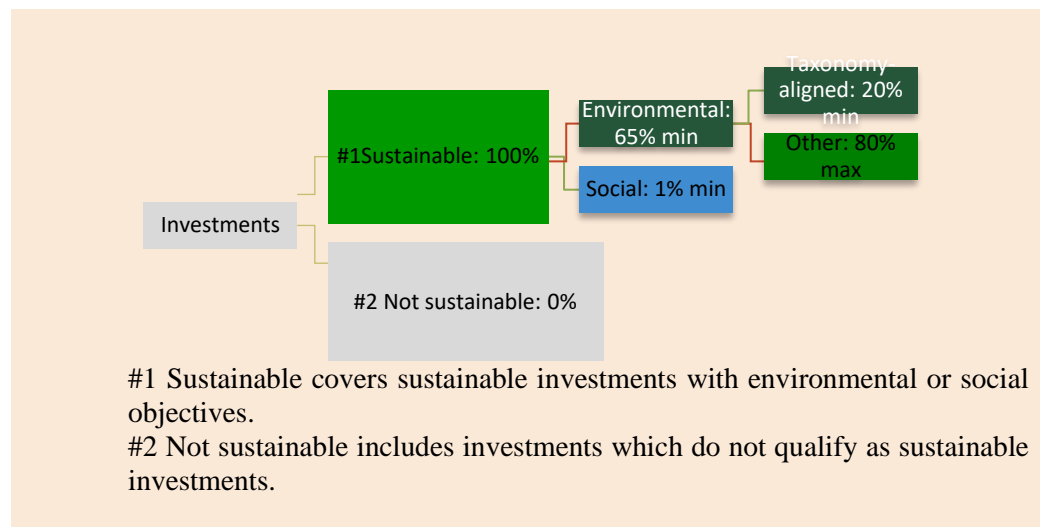 Taxonomy-
aligned: 20%
min
Environmental:
65% min
#1Sustainable: 100%
Other: 80%
max
Social: 1% min
Investments
#2 Not sustainable: 0%
#1 Sustainable covers sustainable investments with environmental or social
objectives.
#2 Not sustainable includes investments which do not qualify as sustainable
investments.